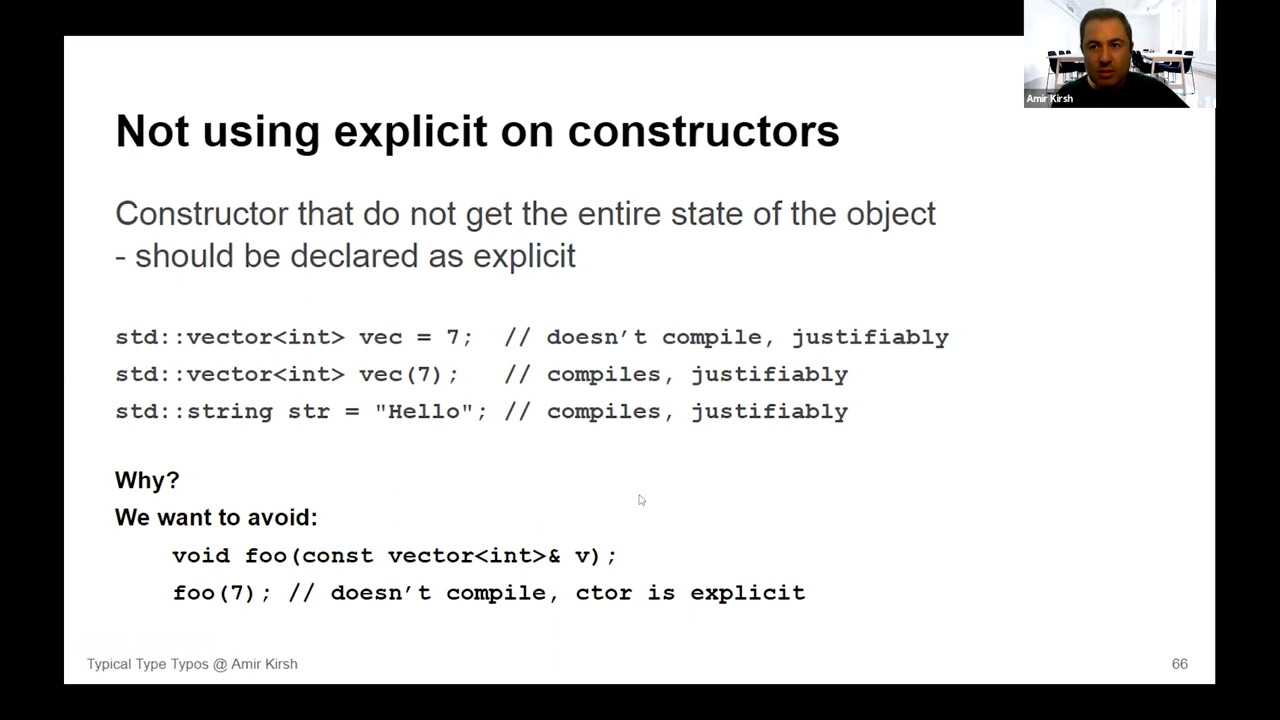 Amir Kirsh
Not using explicit on constructors
Constructor that do not get the entire state of the object
- should be declared as explicit
std::vector<int> vec = 7;  // doesn’t compile, justifiably
std::vector<int> vec(7);   // compiles, justifiably
std::string str = "Hello"; // compiles, justifiably
Why?
We want to avoid:
void foo(const vector<int>& v);
foo(7); // doesn’t compile, ctor is explicit
Typical Type Typos @ Amir Kirsh
66